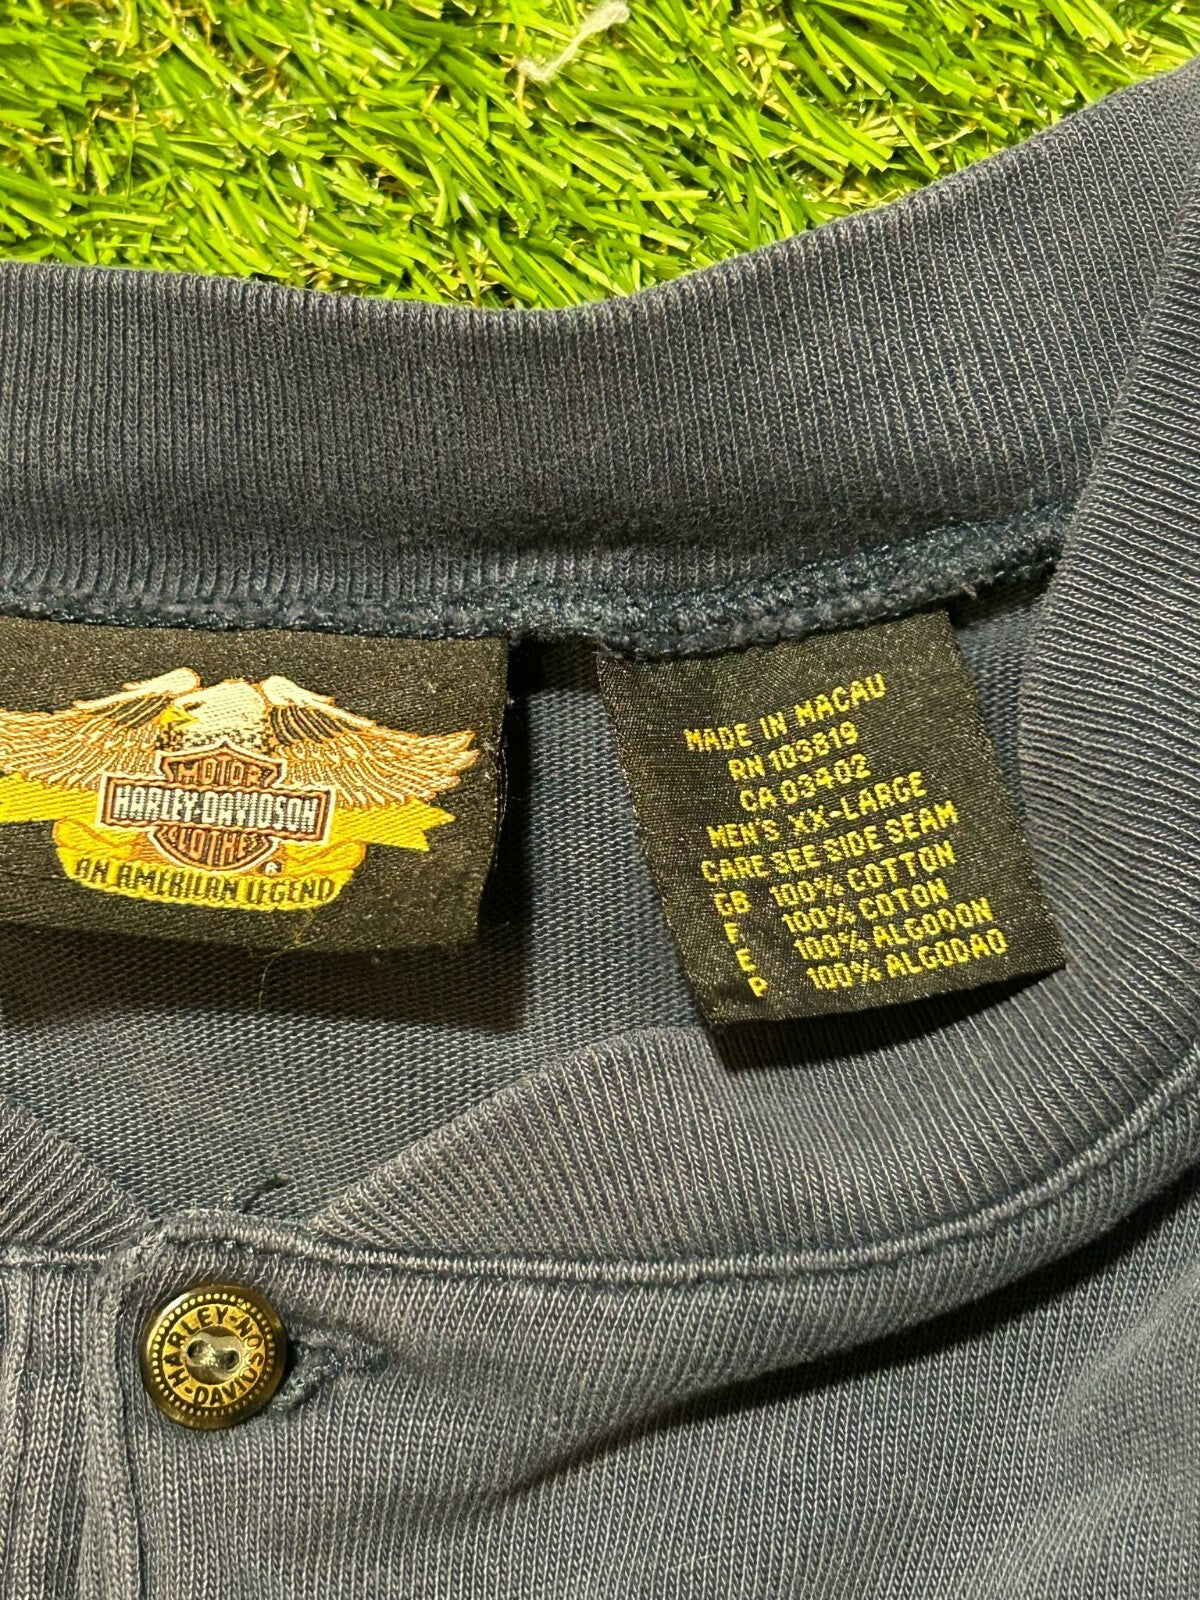 MOTOR
HARLEY-DAVIDSON
CLOTHES
®
AN AMERICAN LEGEND
MADE IN MACAU
RN 103819
CA 03402
MEN'S XX-LARGE
CARE SEE SIDE SEAM
GB 100% COTTON
F 100% COTON
E 100% ALGODON
P 100% ALGODAO
HARLEY-DAVIDSON